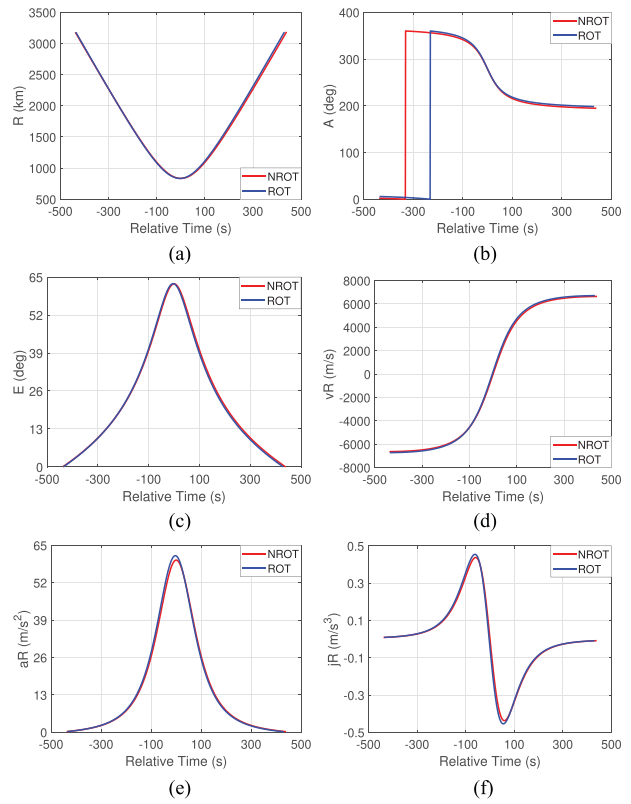 3500
3000
2500
2000
1500
1000
500
R (km)
-500 -300 -100 100 300 500
Relative Time (s)
NROT
ROT
(a)
400
300
200
100
0
A (deg)
-500 -300 -100 100 300 500
Relative Time (s)
NROT
ROT
(b)
65
52
39
26
13
0
E (deg)
-500 -300 -100 100 300 500
Relative Time (s)
NROT
ROT
(c)
8000
6000
4000
2000
0
-2000
-4000
-6000
-8000
vR (m/s)
-500 -300 -100 100 300 500
Relative Time (s)
NROT
ROT
(d)
65
52
39
26
13
0
aR (m/s²)
-500 -300 -100 100 300 500
Relative Time (s)
NROT
ROT
(e)
0.5
0.3
0.1
-0.1
-0.3
-0.5
jR (m/s³)
-500 -300 -100 100 300 500
Relative Time (s)
NROT
ROT
(f)